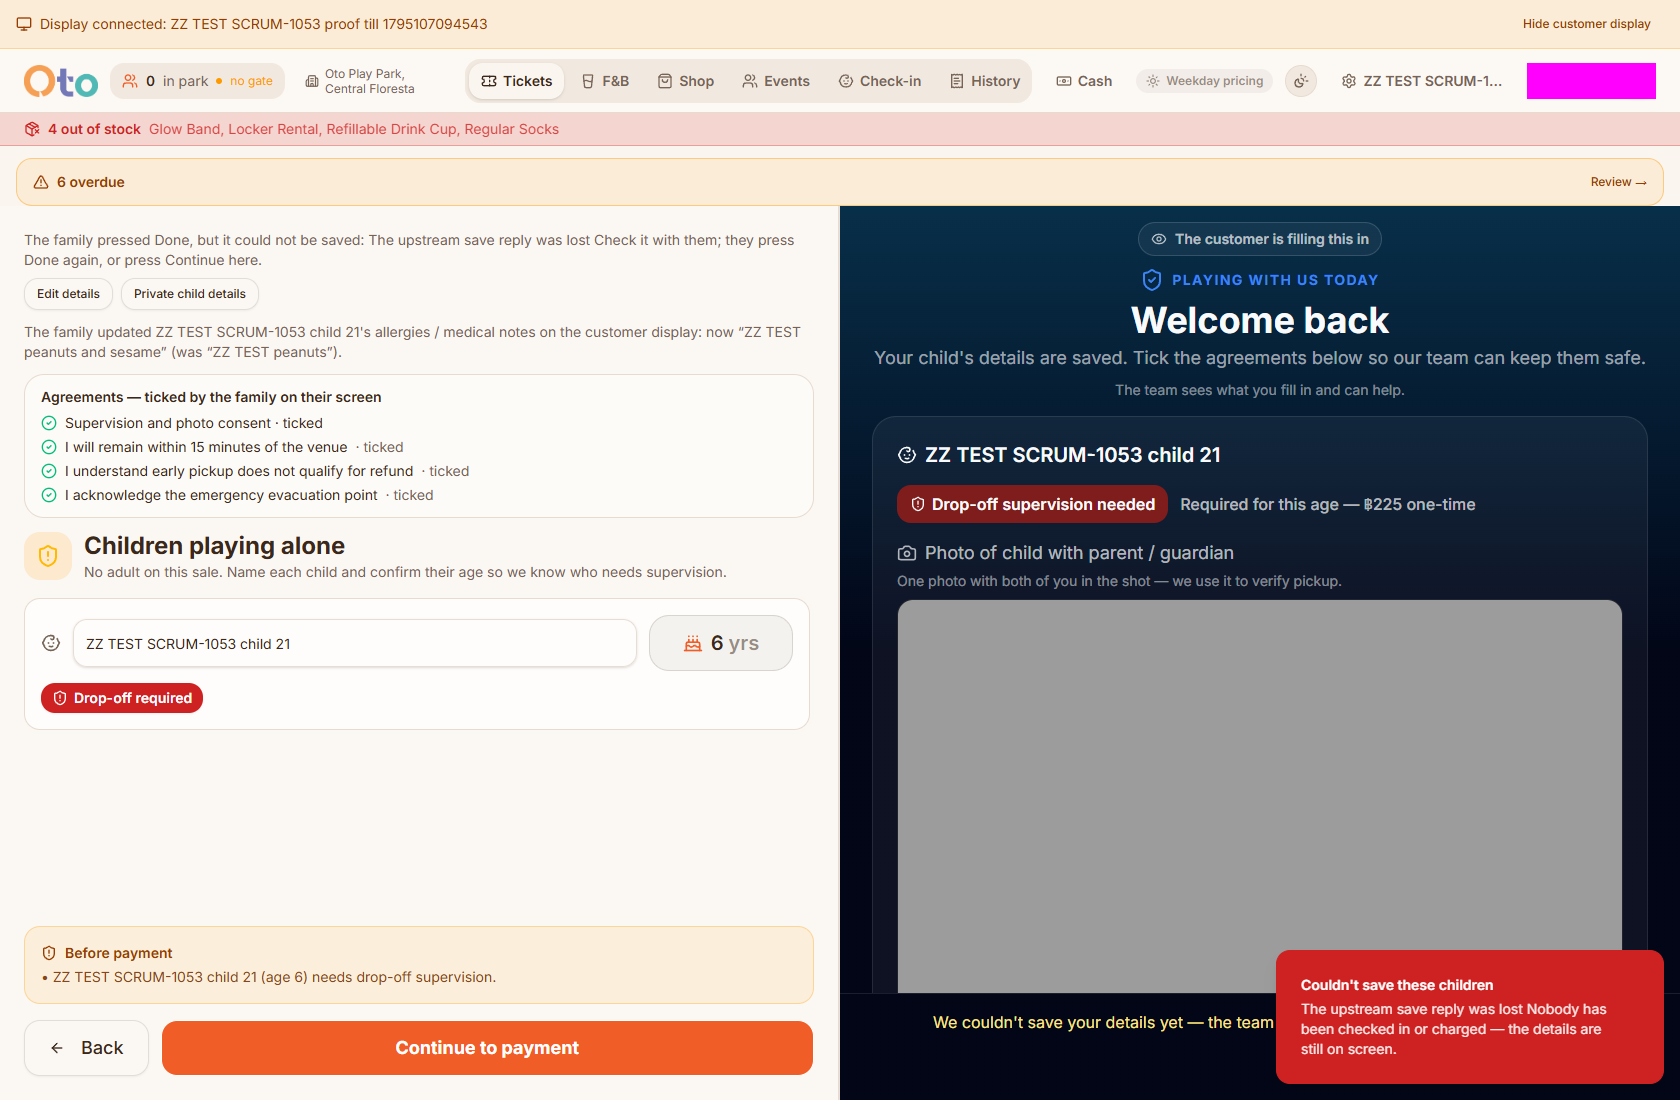 Display connected: ZZ TEST SCRUM-1053 proof till 1795107094543
Hide customer display
Oto
0 in park • no gate
Oto Play Park,
Central Floresta
Tickets
F&B
Shop
Events
Check-in
History
Cash
Weekday pricing
ZZ TEST SCRUM-1...
4 out of stock Glow Band, Locker Rental, Refillable Drink Cup, Regular Socks
6 overdue
Review →
The family pressed Done, but it could not be saved: The upstream save reply was lost Check it with them; they press
Done again, or press Continue here.
Edit details
Private child details
The family updated ZZ TEST SCRUM-1053 child 21's allergies / medical notes on the customer display: now “ZZ TEST
peanuts and sesame” (was “ZZ TEST peanuts”).
Agreements — ticked by the family on their screen
Supervision and photo consent · ticked
I will remain within 15 minutes of the venue · ticked
I understand early pickup does not qualify for refund · ticked
I acknowledge the emergency evacuation point · ticked
Children playing alone
No adult on this sale. Name each child and confirm their age so we know who needs supervision.
ZZ TEST SCRUM-1053 child 21
6 yrs
Drop-off required
Before payment
• ZZ TEST SCRUM-1053 child 21 (age 6) needs drop-off supervision.
← Back
Continue to payment
The customer is filling this in
PLAYING WITH US TODAY
Welcome back
Your child's details are saved. Tick the agreements below so our team can keep them safe.
The team sees what you fill in and can help.
ZZ TEST SCRUM-1053 child 21
Drop-off supervision needed
Required for this age — ฿225 one-time
Photo of child with parent / guardian
One photo with both of you in the shot — we use it to verify pickup.
We couldn't save your details yet — the team
Couldn't save these children
The upstream save reply was lost Nobody has
been checked in or charged — the details are
still on screen.